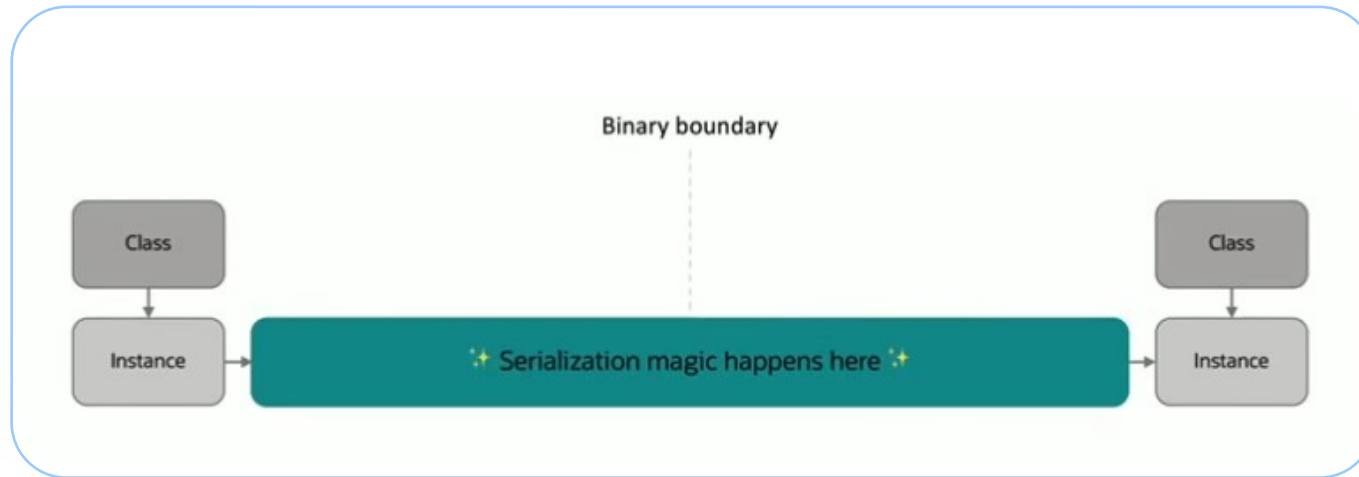 Binary boundary
Class
Class
Instance
✨ Serialization magic happens here ✨
Instance